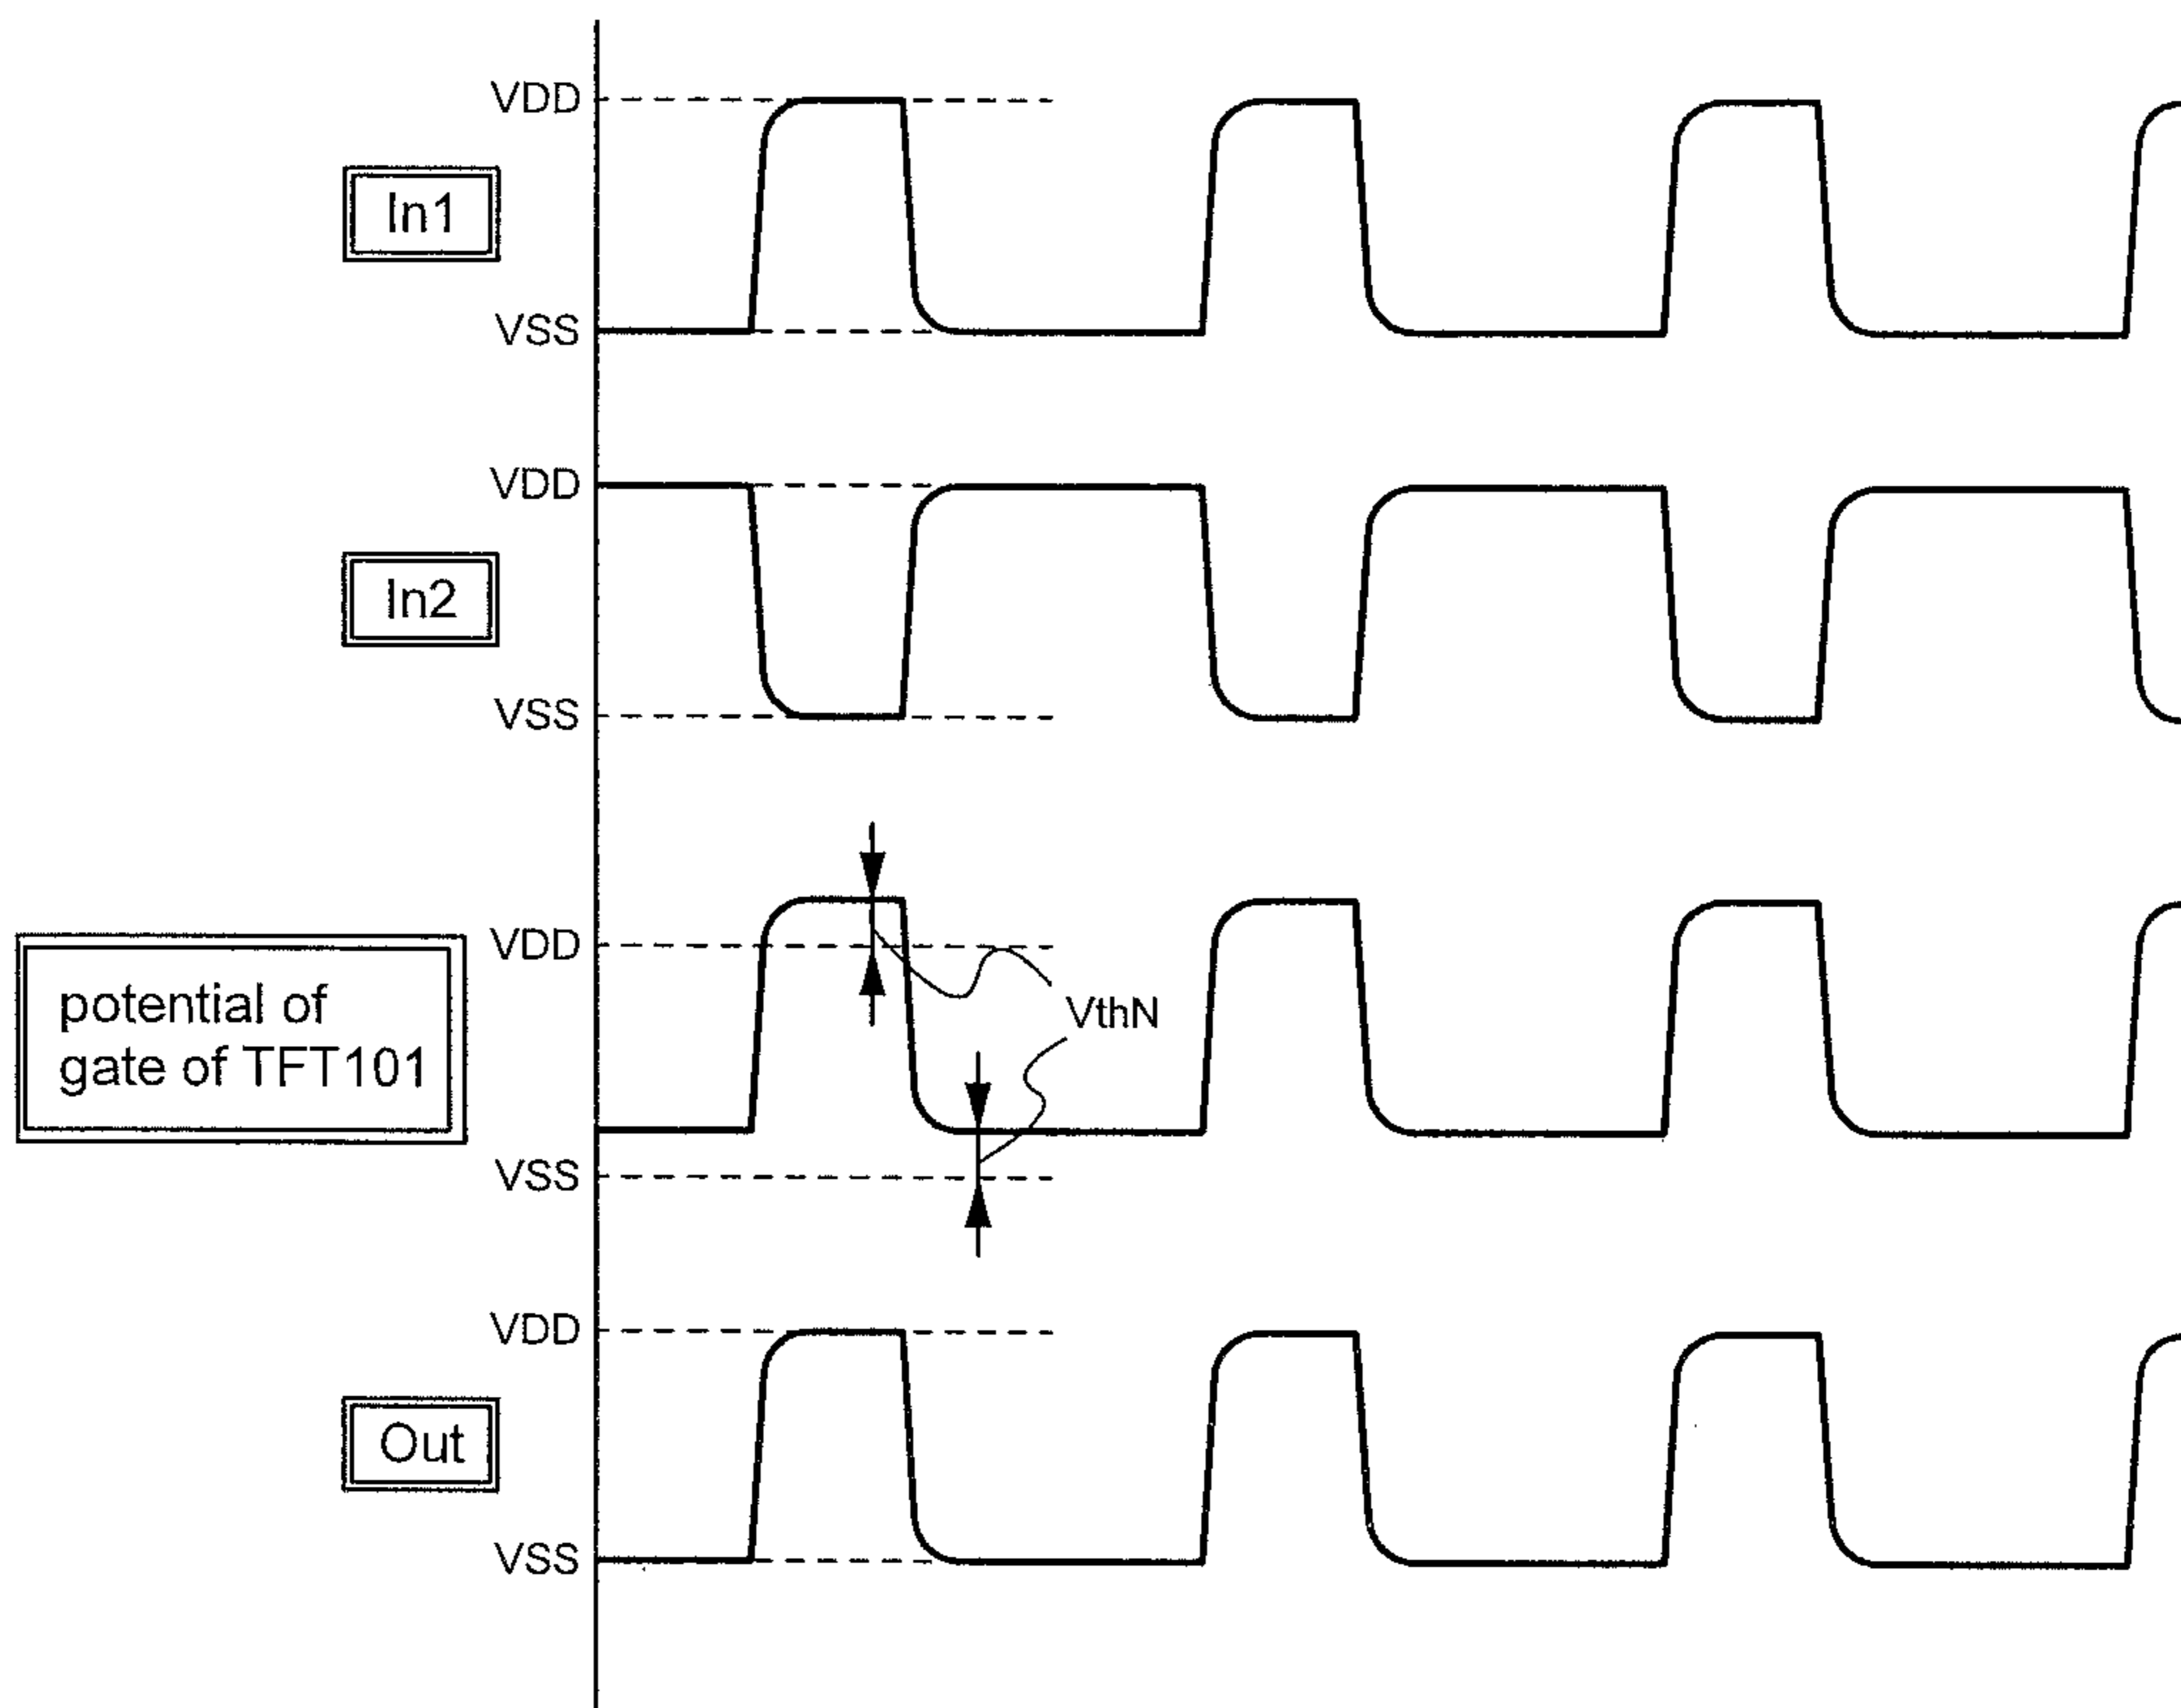 VDD
In1
VSS
VDD
In2
VSS
VDD
potential of
gate of TFT101
VthN
VSS
VDD
Out
VSS